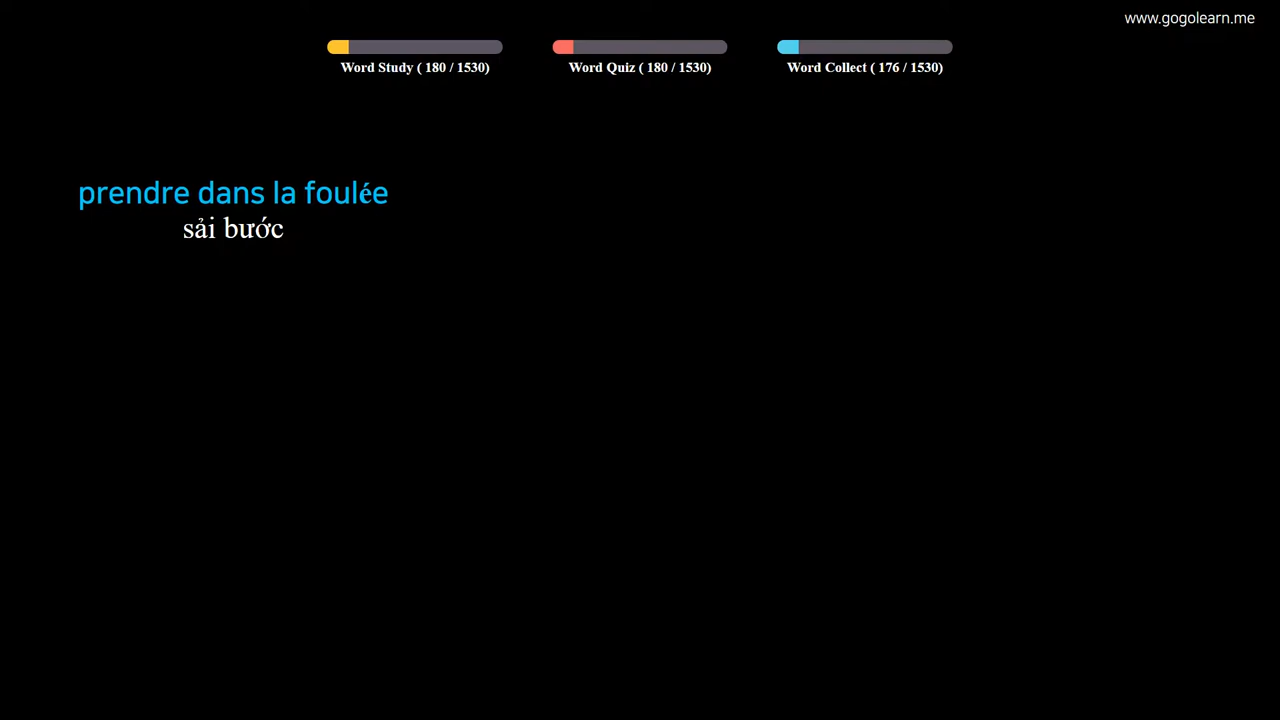 www.gogolearn.me
Word Study ( 180 / 1530)
Word Quiz ( 180 / 1530)
Word Collect ( 176 / 1530)
prendre dans la foulée
sải bước